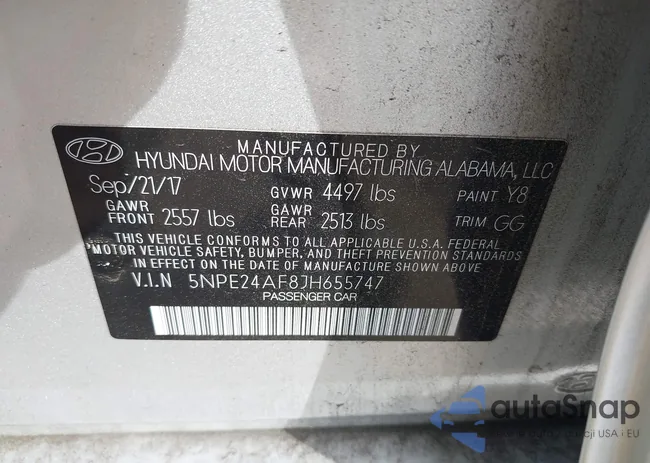 MANUFACTURED BY
HYUNDAI MOTOR MANUFACTURING ALABAMA, LLC
Sep/21/17 GVWR 4497 lbs PAINT Y8
GAWR FRONT 2557 lbs GAWR REAR 2513 lbs TRIM GG
THIS VEHICLE CONFORMS TO ALL APPLICABLE U.S.A. FEDERAL
MOTOR VEHICLE SAFETY, BUMPER, AND THEFT PREVENTION STANDARDS
IN EFFECT ON THE DATE OF MANUFACTURE SHOWN ABOVE
V.I.N 5NPE24AF8JH655747
PASSENGER CAR
autoSnap
USA i EU